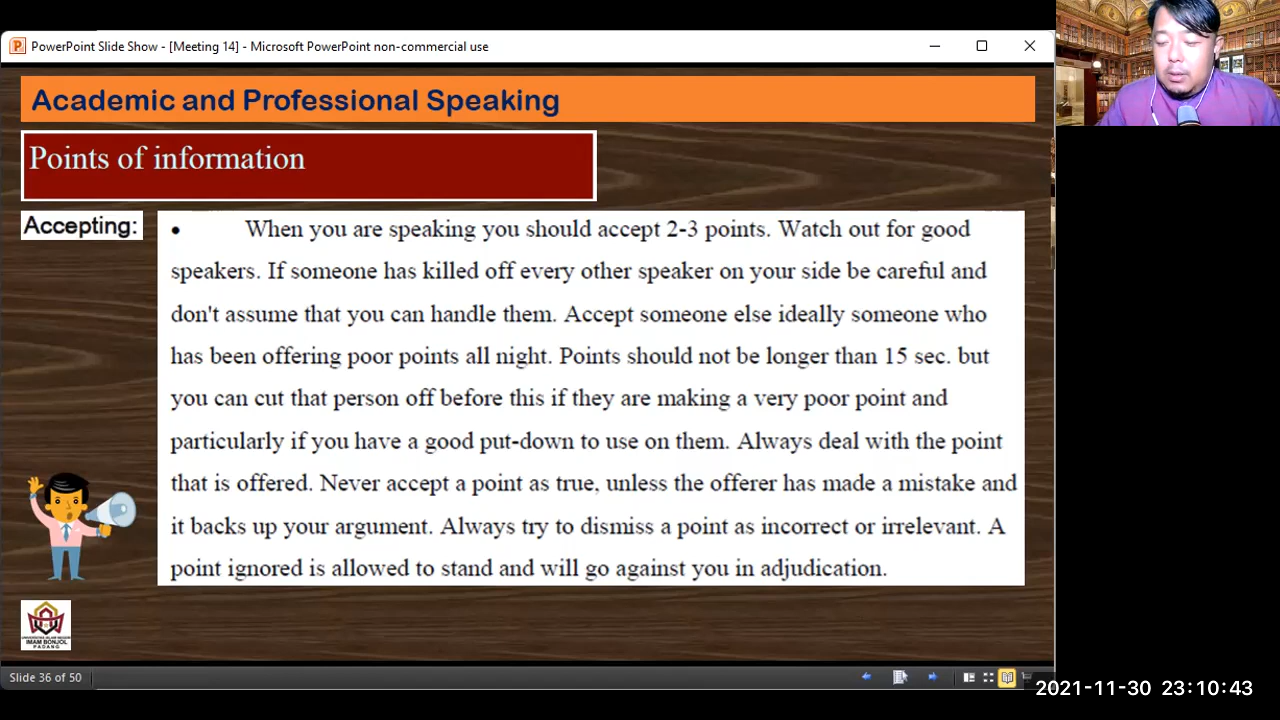 PowerPoint Slide Show - [Meeting 14] - Microsoft PowerPoint non-commercial use
Academic and Professional Speaking
Points of information
Accepting:
• When you are speaking you should accept 2-3 points. Watch out for good
speakers. If someone has killed off every other speaker on your side be careful and
don't assume that you can handle them. Accept someone else ideally someone who
has been offering poor points all night. Points should not be longer than 15 sec. but
you can cut that person off before this if they are making a very poor point and
particularly if you have a good put-down to use on them. Always deal with the point
that is offered. Never accept a point as true, unless the offerer has made a mistake and
it backs up your argument. Always try to dismiss a point as incorrect or irrelevant. A
point ignored is allowed to stand and will go against you in adjudication.
UNIVERSITAS ISLAM NEGERI
IMAM BONJOL
PADANG
Slide 36 of 50
2021-11-30 23:10:43